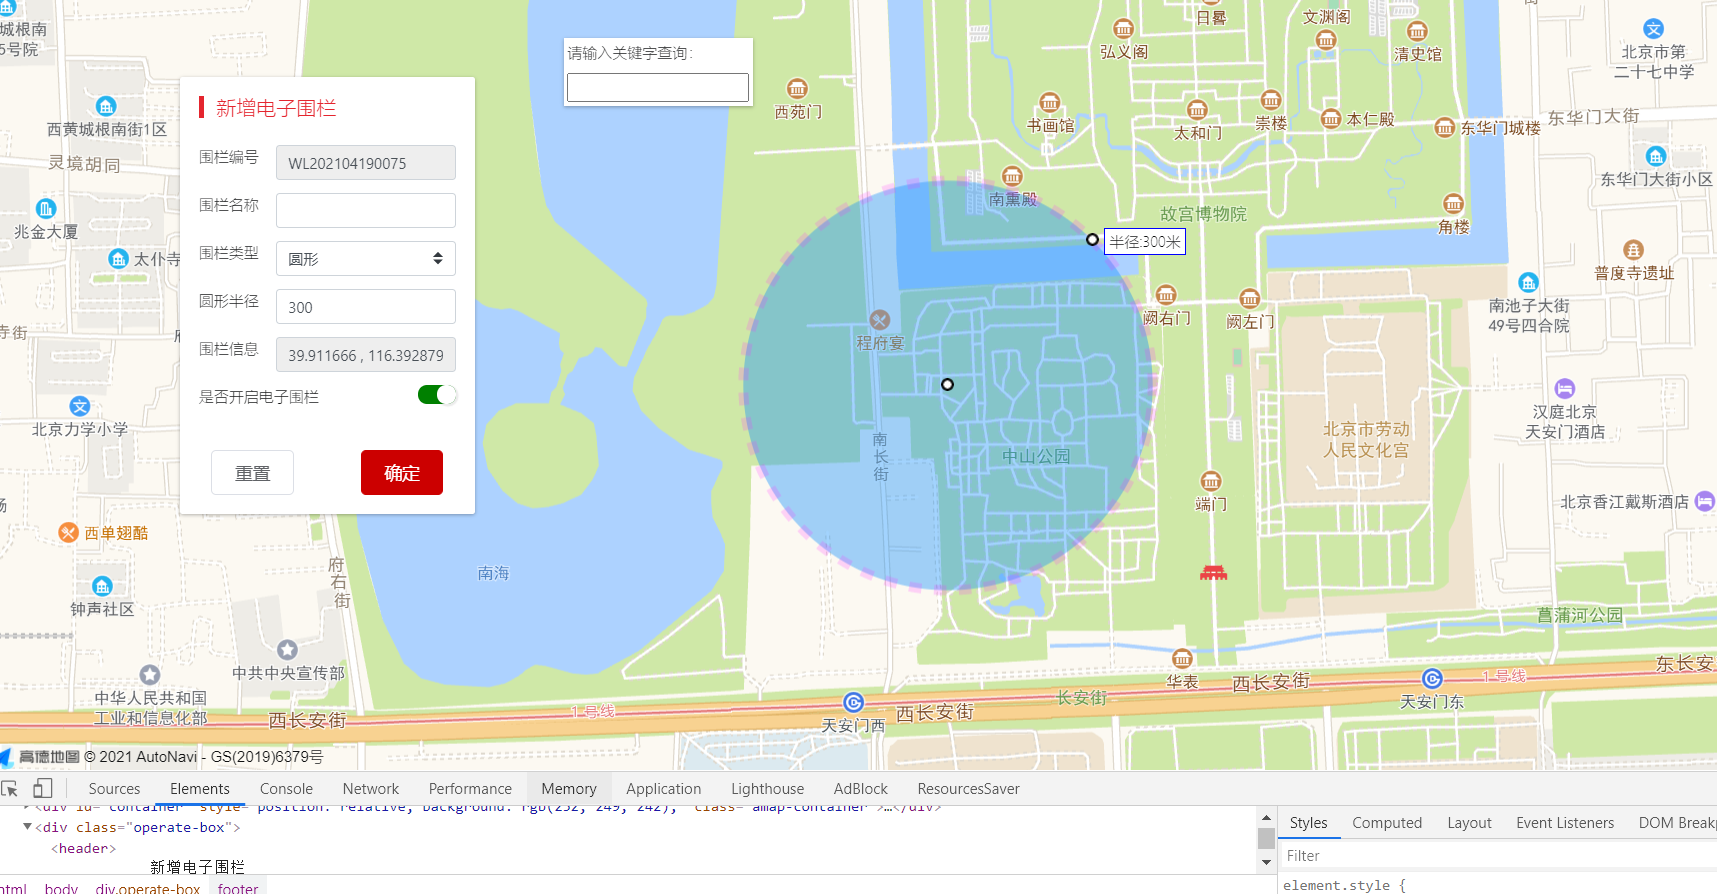 城根南
5号院
日晷
文渊阁
弘义阁
清史馆
北京市第
二十七中学
请输入关键字查询:
西苑门
书画馆
太和门
崇楼
本仁殿
东华门城楼
东华门大街
新增电子围栏
西黄城根南街1区
灵境胡同
围栏编号
WL202104190075
南熏殿
故宫博物院
东华门大街小区
围栏名称
兆金大厦
角楼
太仆寺
围栏类型
圆形
半径:300米
普度寺遗址
圆形半径
300
阙右门
阙左门
南池子大街
49号四合院
寺街
程府宴
围栏信息
39.911666 , 116.392879
是否开启电子围栏
汉庭北京
天安门酒店
北京力学小学
南长街
中山公园
北京市劳动
人民文化宫
重置
确定
端门
北京香江戴斯酒店
西单翅酷
南海
府右街
钟声社区
菖蒲河公园
中共中央宣传部
华表
西长安街
东长安
1号线
天安门东
中华人民共和国
工业和信息化部
西长安街
1号线
天安门西
西长安街
长安街
高德地图 © 2021 AutoNavi - GS(2019)6379号
Sources
Elements
Console
Network
Performance
Memory
Application
Lighthouse
AdBlock
ResourcesSaver
<div id="container" style="position: relative; background: rgb(252, 249, 242);" class="amap-container">…</div>
<div class="operate-box">
<header>
新增电子围栏
html body div.operate-box footer
Styles
Computed
Layout
Event Listeners
DOM Breakp
Filter
element.style {